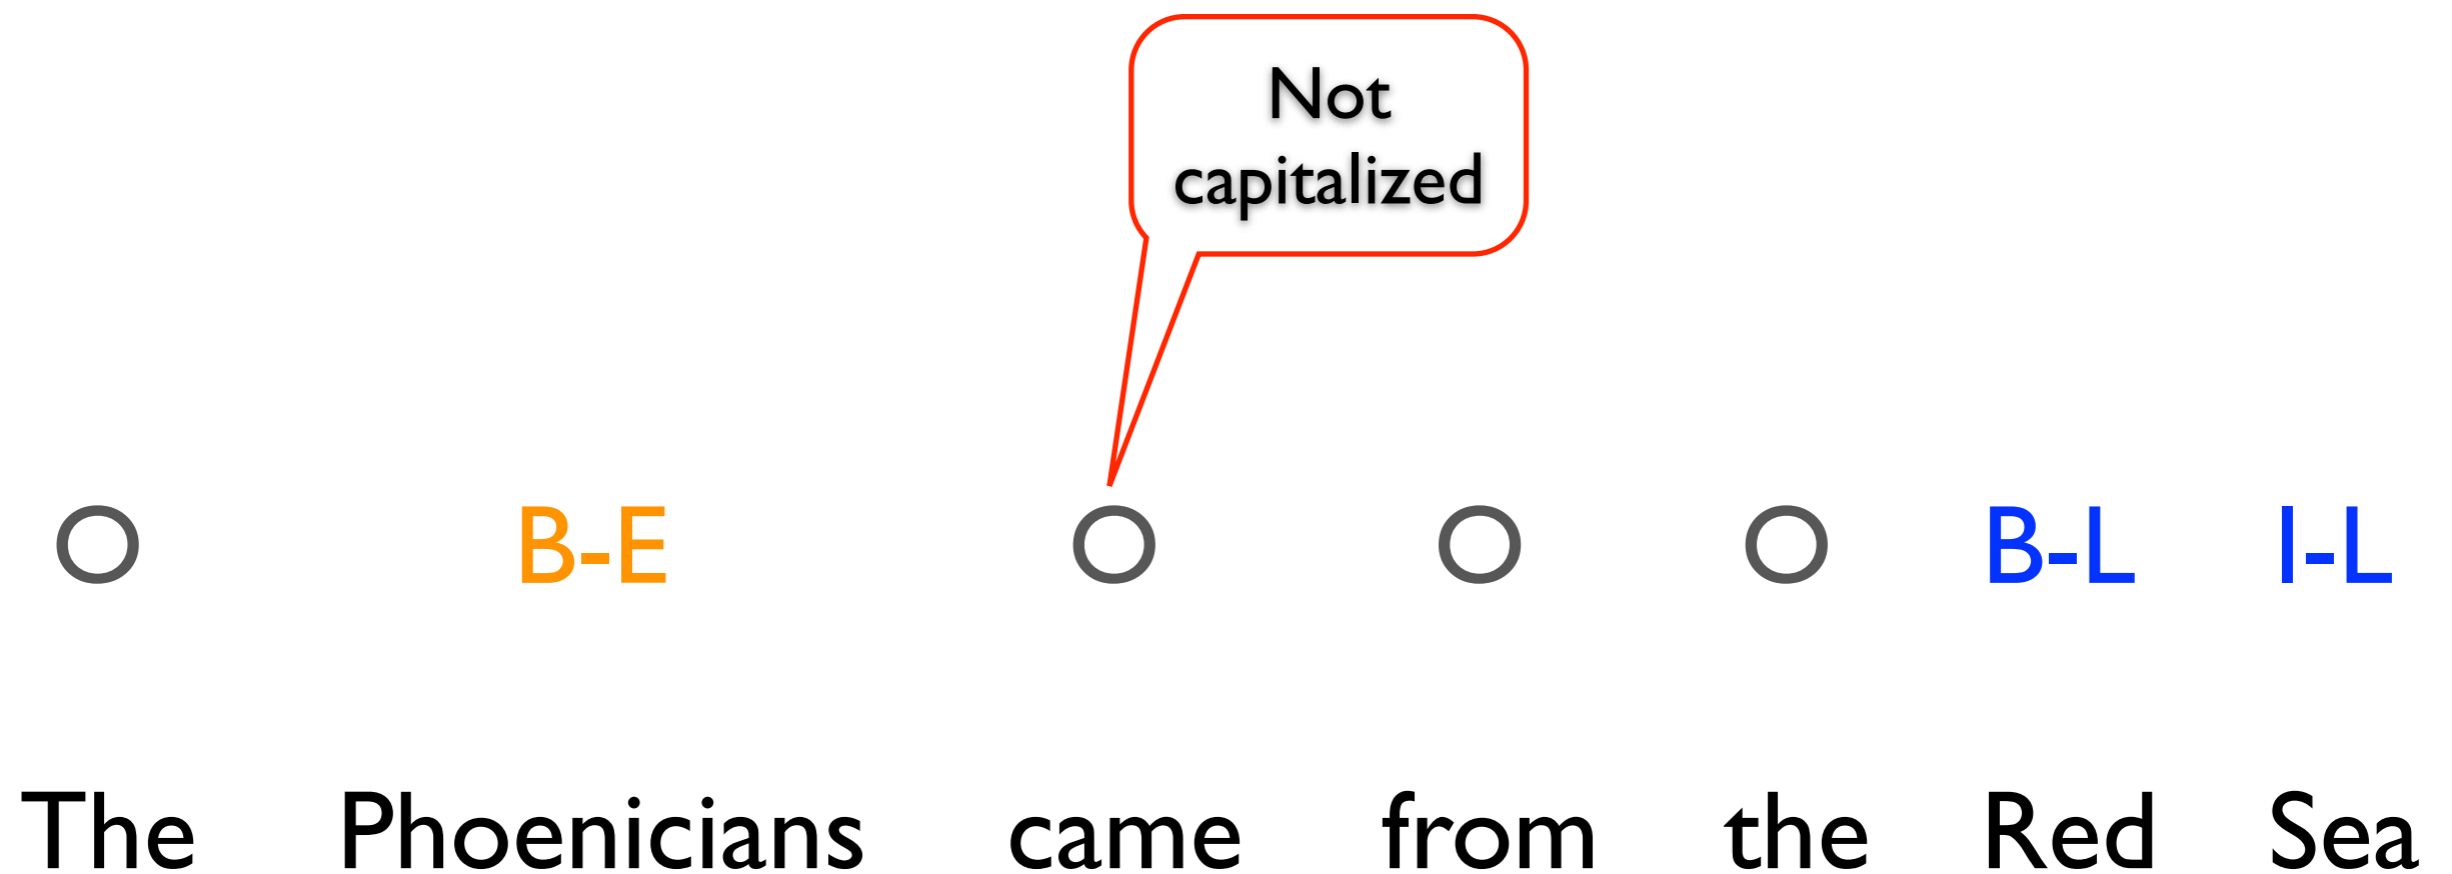 Not
capitalized
O B-E O O O B-L I-L
The Phoenicians came from the Red Sea